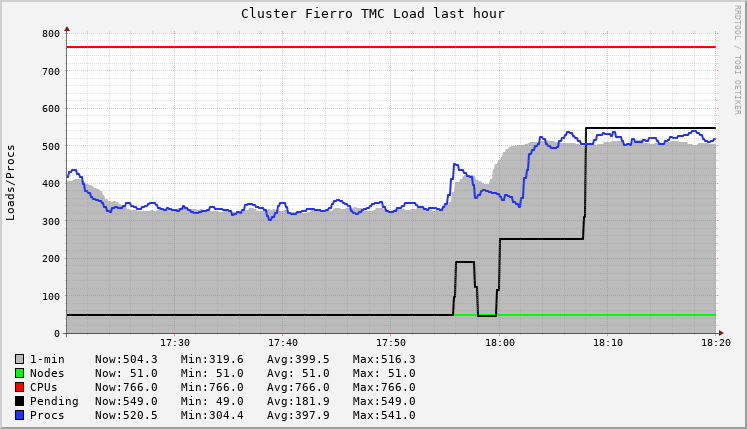 Cluster Fierro TMC Load last hour
RRDTOOL / TOBI OETIKER
Loads/Procs
800
700
600
500
400
300
200
100
0
17:30 17:40 17:50 18:00 18:10 18:20
1-min Now:504.3 Min:319.6 Avg:399.5 Max:516.3
Nodes Now: 51.0 Min: 51.0 Avg: 51.0 Max: 51.0
CPUs Now:766.0 Min:766.0 Avg:766.0 Max:766.0
Pending Now:549.0 Min: 49.0 Avg:181.9 Max:549.0
Procs Now:520.5 Min:304.4 Avg:397.9 Max:541.0